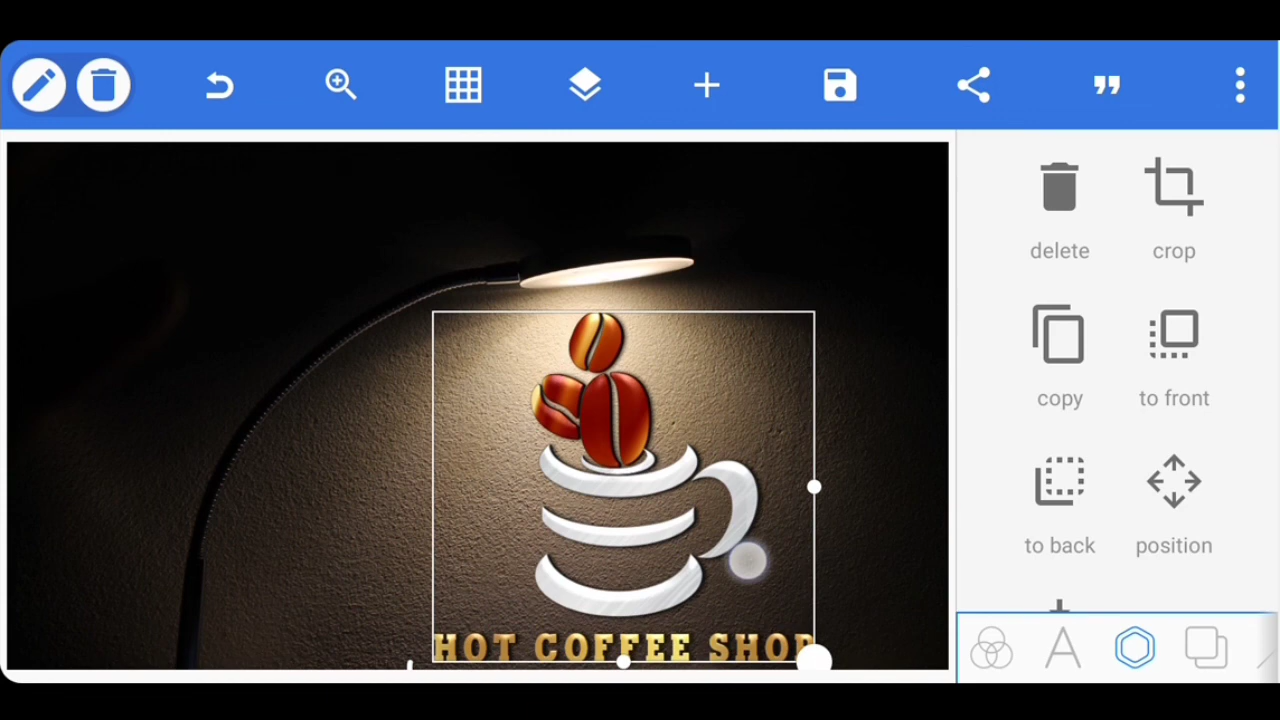 delete
crop
copy
to front
to back
position
HOT COFFEE SHOP